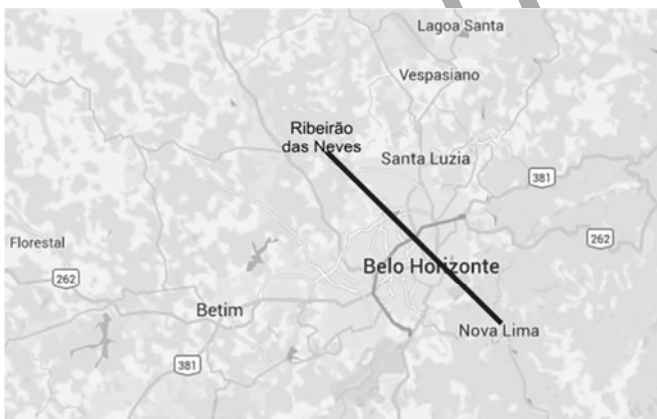 Lagoa Santa
Vespasiano
Ribeirão
das Neves
Santa Luzia
381
Florestal
262
Belo Horizonte
262
Betim
Nova Lima
381